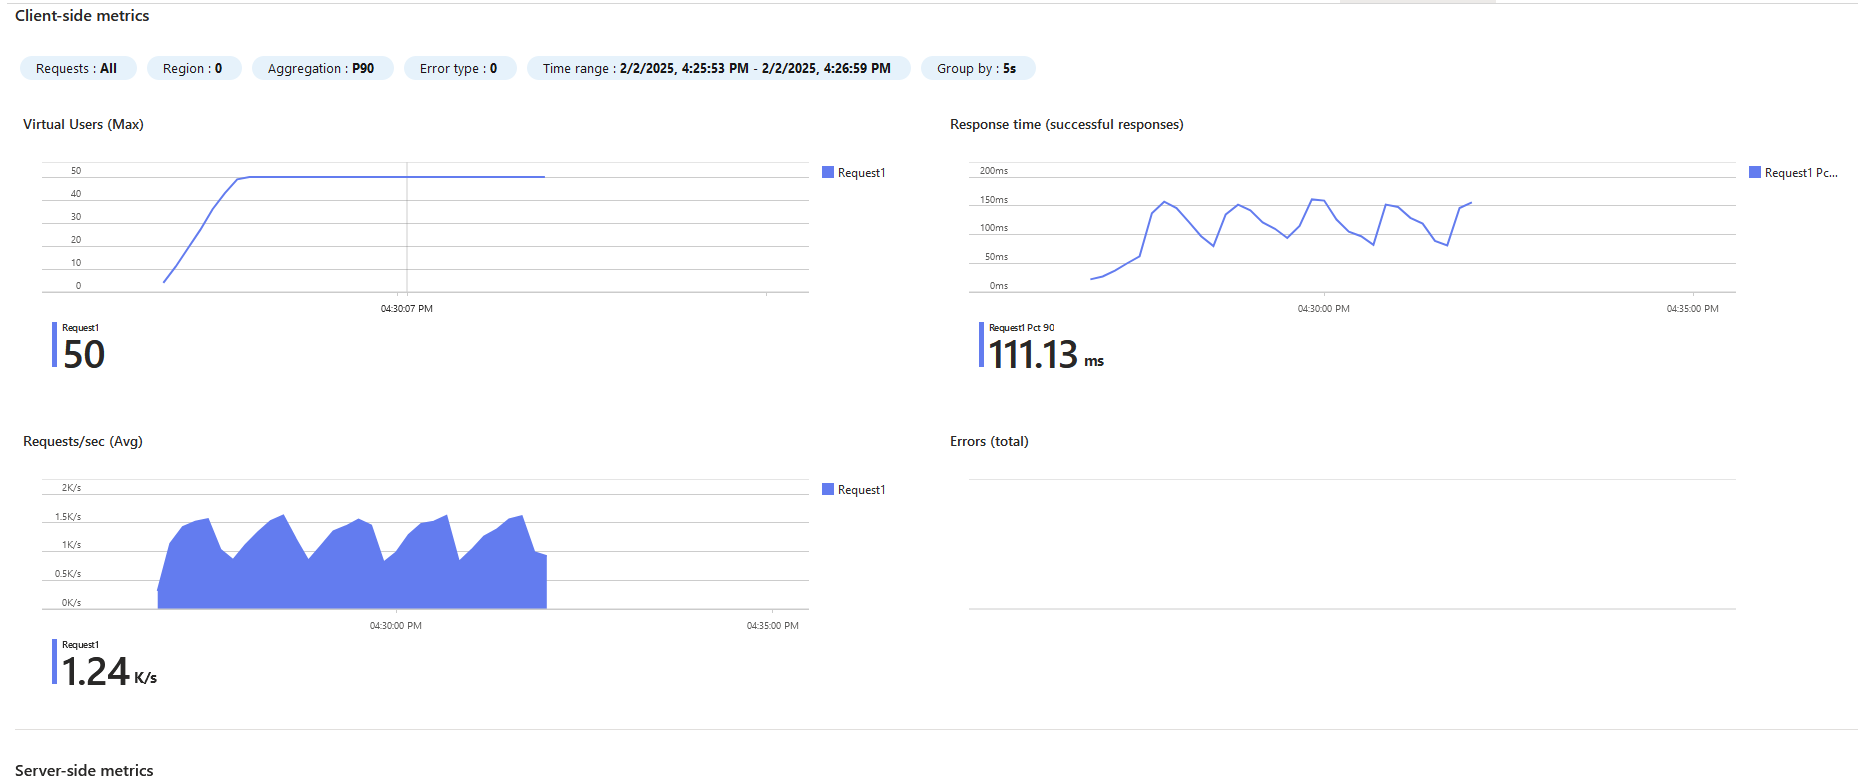 Client-side metrics
Requests : All
Region : 0
Aggregation : P90
Error type : 0
Time range : 2/2/2025, 4:25:53 PM - 2/2/2025, 4:26:59 PM
Group by : 5s
Virtual Users (Max)
50
40
30
20
10
0
04:30:07 PM
Request1
Request1
50
Response time (successful responses)
200ms
150ms
100ms
50ms
0ms
04:30:00 PM
04:35:00 PM
Request1 Pc...
Request1 Pct 90
111.13 ms
Requests/sec (Avg)
2K/s
1.5K/s
1K/s
0.5K/s
0K/s
04:30:00 PM
04:35:00 PM
Request1
Request1
1.24 K/s
Errors (total)
Server-side metrics